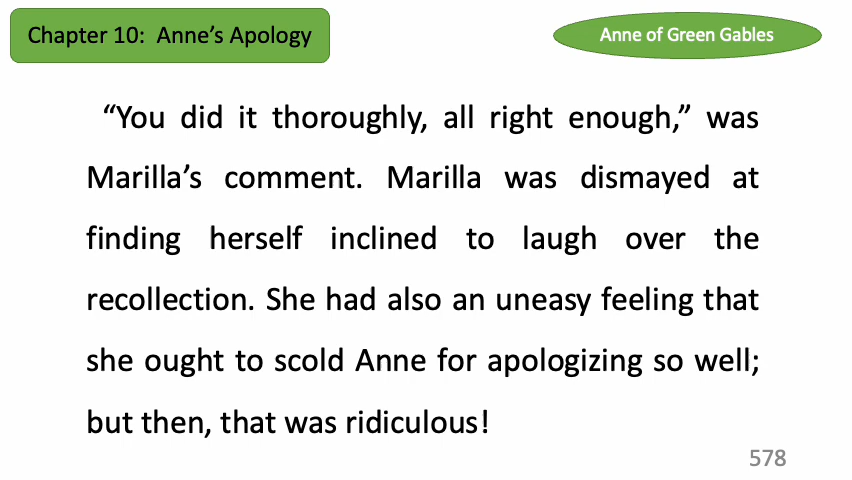 Chapter 10: Anne’s Apology
Anne of Green Gables
“You did it thoroughly, all right enough,” was
Marilla’s comment. Marilla was dismayed at
finding herself inclined to laugh over the
recollection. She had also an uneasy feeling that
she ought to scold Anne for apologizing so well;
but then, that was ridiculous!
578